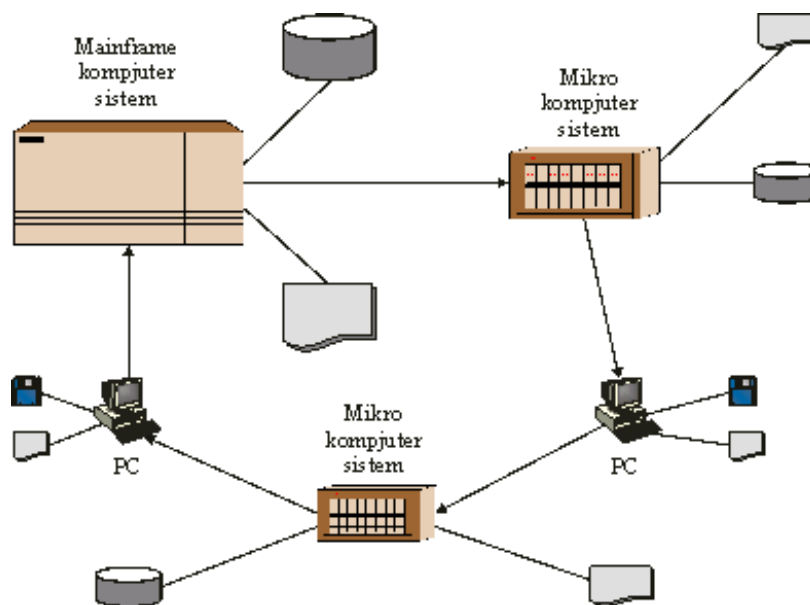 Mainframe
kompjuter
sistem
Mikro
kompjuter
sistem
PC
Mikro
kompjuter
sistem
PC